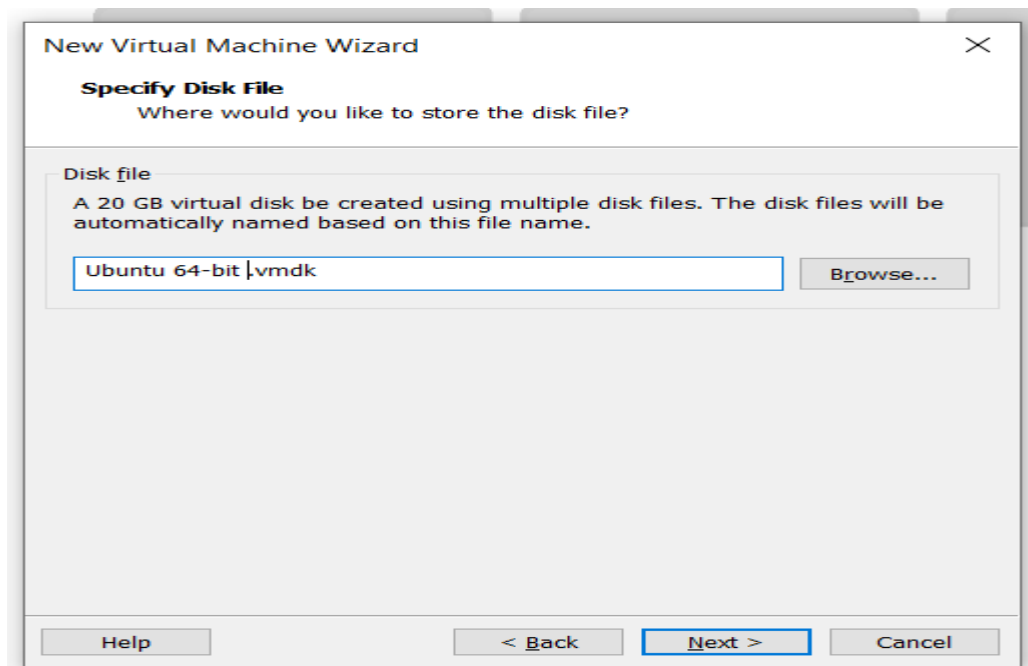 New Virtual Machine Wizard
Specify Disk File
Where would you like to store the disk file?
Disk file
A 20 GB virtual disk be created using multiple disk files. The disk files will be
automatically named based on this file name.
Ubuntu 64-bit .vmdk
Browse...
Help
< Back
Next >
Cancel